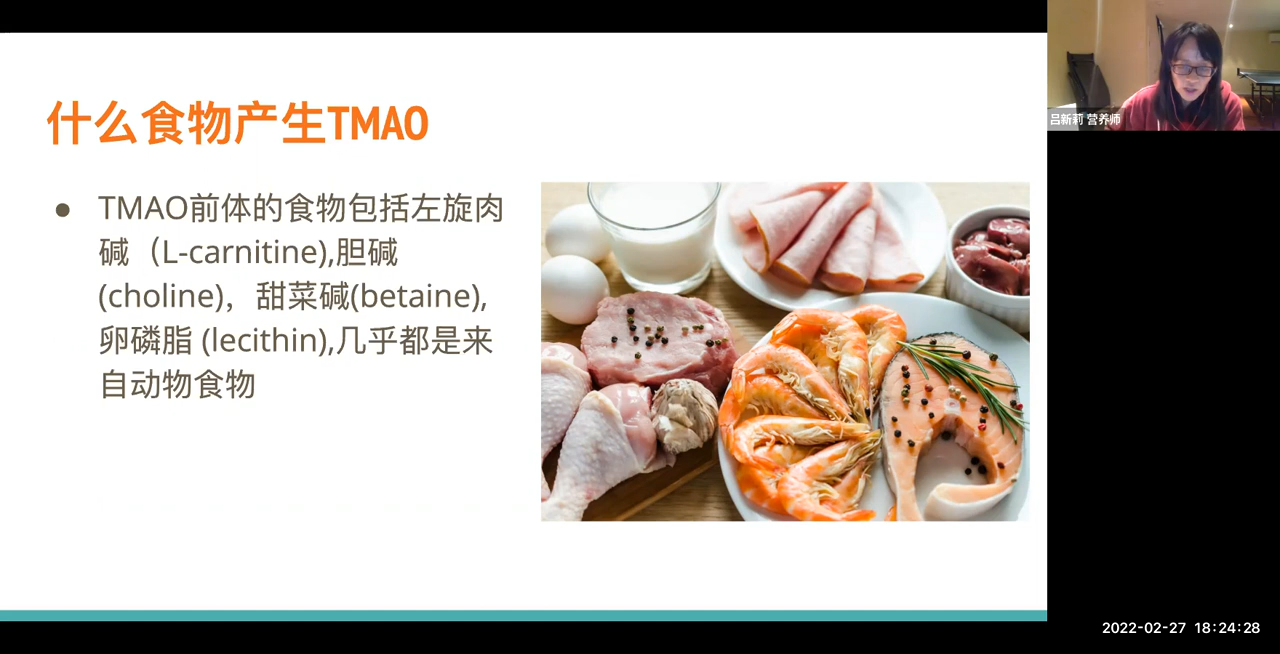 什么食物产生TMAO
● TMAO前体的食物包括左旋肉
碱（L-carnitine),胆碱
(choline)，甜菜碱(betaine),
卵磷脂 (lecithin),几乎都是来
自动物食物
吕新莉 营养师
2022-02-27 18:24:28